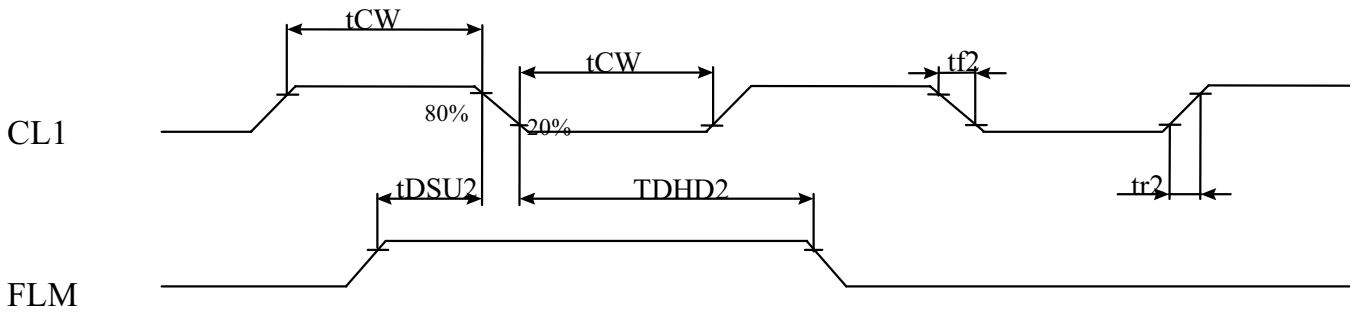 tCW
tCW
tf2
80%
20%
CL1
tDSU2
TDHD2
tr2
FLM